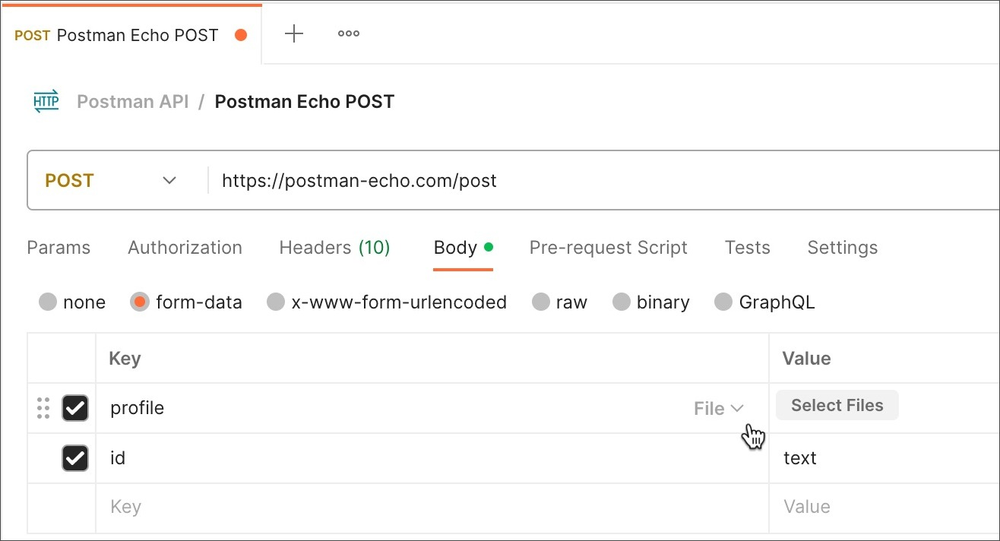 POST Postman Echo POST
HTTP Postman API / Postman Echo POST
POST https://postman-echo.com/post
Params Authorization Headers (10) Body Pre-request Script Tests Settings
none form-data x-www-form-urlencoded raw binary GraphQL
Key Value
profile File Select Files
id text
Key Value